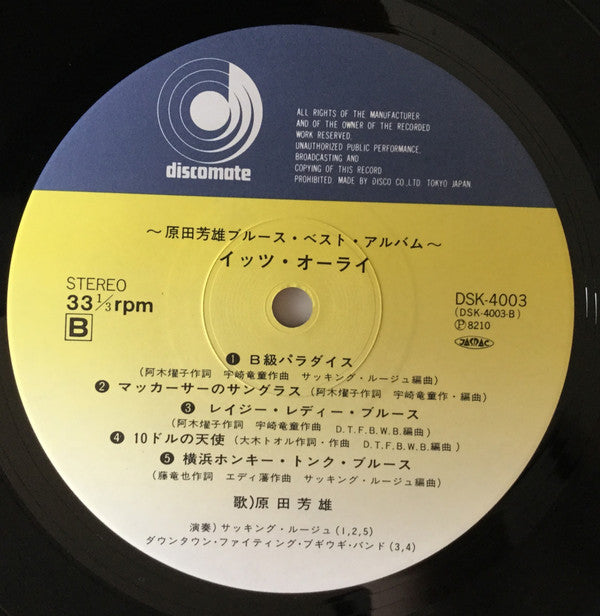 discomate
ALL RIGHTS OF THE MANUFACTURER
AND OF THE OWNER OF THE RECORDED
WORK RESERVED.
UNAUTHORIZED PUBLIC PERFORMANCE,
BROADCASTING AND
COPYING OF THIS RECORD
PROHIBITED. MADE BY DISCO CO.,LTD. TOKYO JAPAN.
〜原田芳雄ブルース・ベスト・アルバム〜
イッツ・オーライ
STEREO
33 1/3 rpm
B
DSK-4003
(DSK-4003-B)
Ⓟ8210
JASRAC
❶ B級パラダイス
(阿木燿子作詞 宇崎竜童作曲 サッキング・ルージュ編曲)
❷ マッカーサーのサングラス (阿木燿子作詞 宇崎竜童作・編曲)
❸ レイジー・レディー・ブルース
(阿木燿子作詞 宇崎竜童作曲 D.T.F.B.W.B.編曲)
❹ 10ドルの天使 (大木トオル作詞・作曲 D.T.F.B.W.B.編曲)
❺ 横浜ホンキー・トンク・ブルース
(藤竜也作詞 エディ藩作曲 サッキング・ルージュ編曲)
歌)原田芳雄
演奏) サッキング・ルージュ(1,2,5)
ダウンタウン・ファイティング・ブギウギ・バンド(3,4)